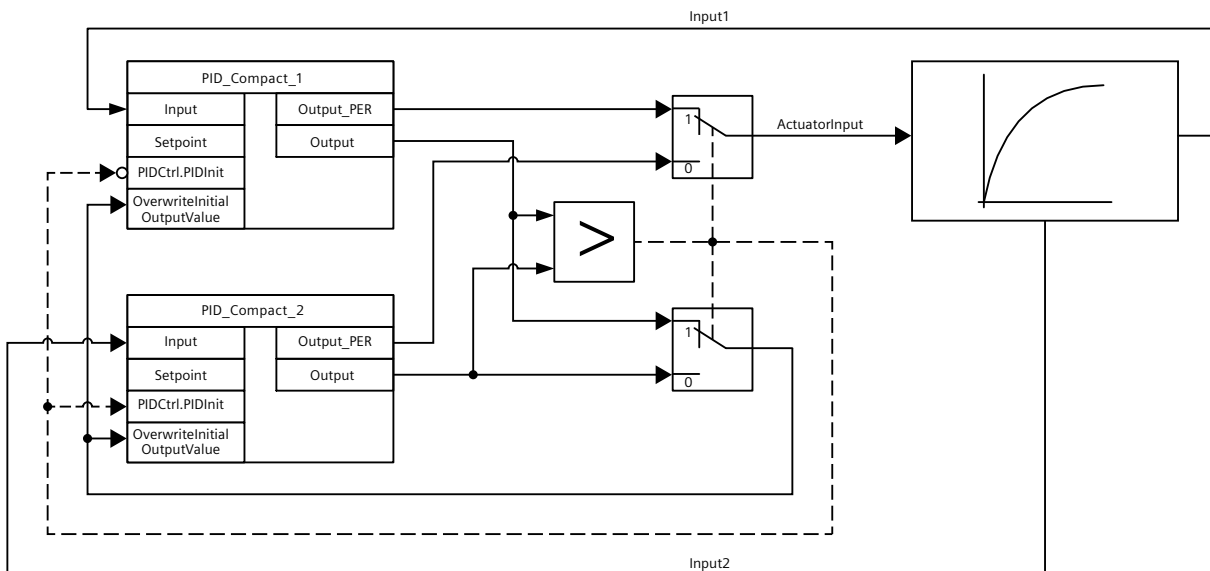 Input1
PID_Compact_1
Input
Output_PER
Setpoint
Output
PIDCtrl.PIDInit
OverwriteInitial
OutputValue
1
0
ActuatorInput
>
PID_Compact_2
Input
Output_PER
Setpoint
Output
PIDCtrl.PIDInit
OverwriteInitial
OutputValue
1
0
Input2